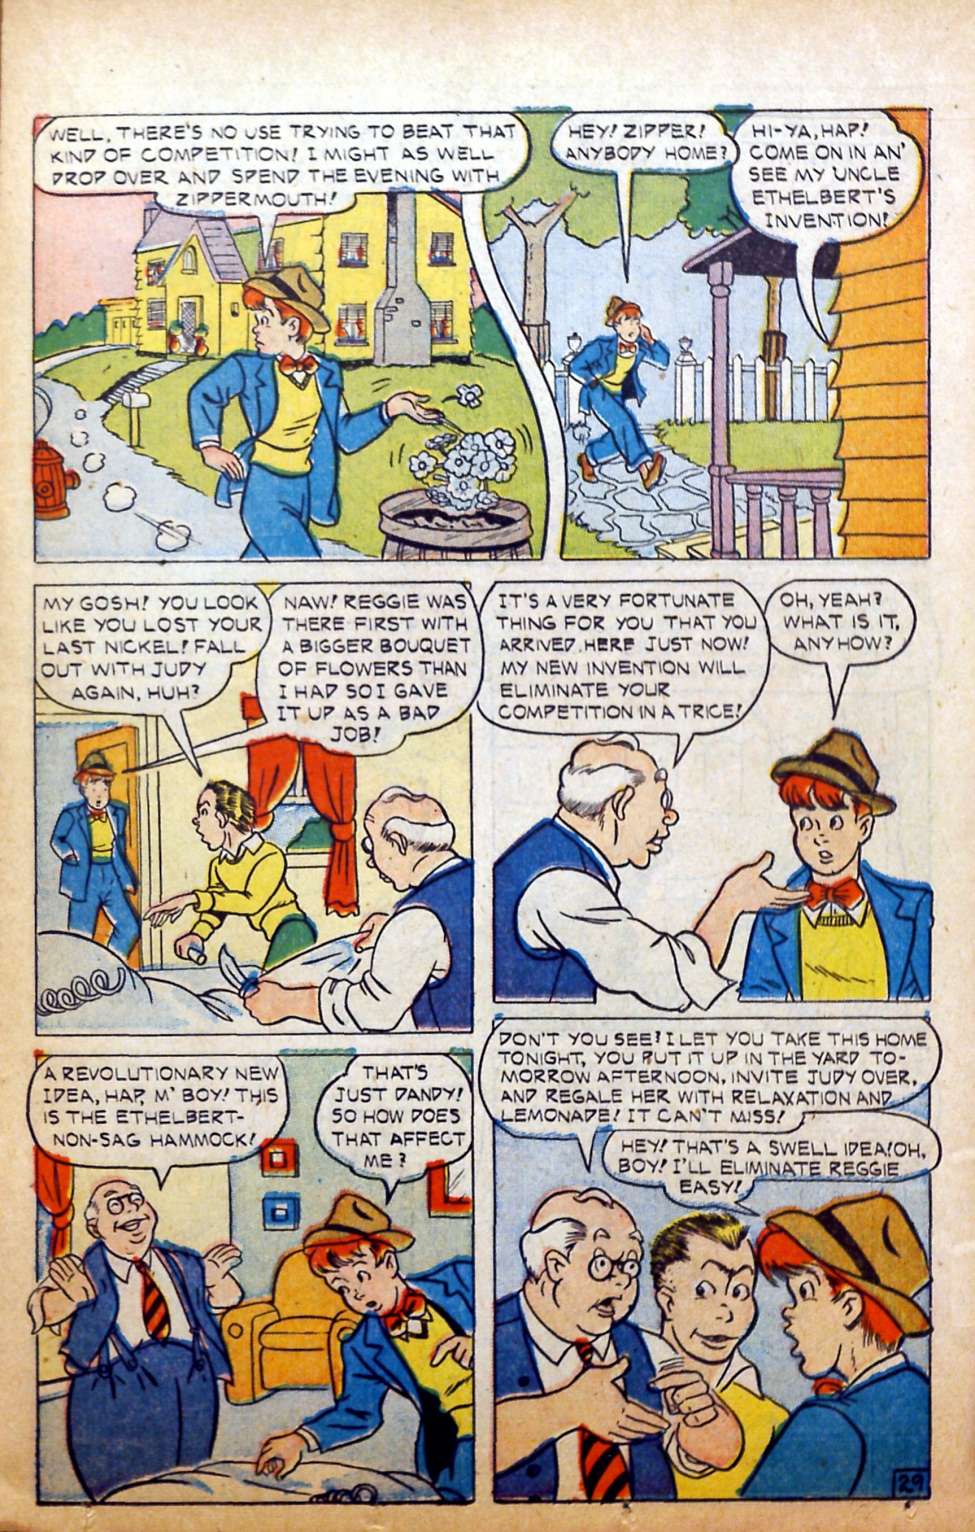 WELL, THERE'S NO USE TRYING TO BEAT THAT
KIND OF COMPETITION! I MIGHT AS WELL
DROP OVER AND SPEND THE EVENING WITH
ZIPPERMOUTH!
HEY! ZIPPER!
ANYBODY HOME?
HI-YA, HAP!
COME ON IN AN'
SEE MY UNCLE
ETHELBERT'S
INVENTION!
MY GOSH! YOU LOOK
LIKE YOU LOST YOUR
LAST NICKEL! FALL
OUT WITH JUDY
AGAIN, HUH?
NAW! REGGIE WAS
THERE FIRST WITH
A BIGGER BOUQUET
OF FLOWERS THAN
I HAD SO I GAVE
IT UP AS A BAD
JOB!
IT'S A VERY FORTUNATE
THING FOR YOU THAT YOU
ARRIVED HERE JUST NOW!
MY NEW INVENTION WILL
ELIMINATE YOUR
COMPETITION IN A TRICE!
OH, YEAH?
WHAT IS IT,
ANYHOW?
A REVOLUTIONARY NEW
IDEA, HAP, M' BOY! THIS
IS THE ETHELBERT-
NON-SAG HAMMOCK!
THAT'S
JUST DANDY!
SO HOW DOES
THAT AFFECT
ME?
DON'T YOU SEE? I LET YOU TAKE THIS HOME
TONIGHT, YOU PUT IT UP IN THE YARD TO-
MORROW AFTERNOON, INVITE JUDY OVER,
AND REGALE HER WITH RELAXATION AND
LEMONADE! IT CAN'T MISS!
HEY! THAT'S A SWELL IDEA! OH,
BOY! I'LL ELIMINATE REGGIE
EASY!
29